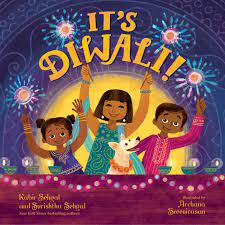 IT'S
DIWALI!
Kabir Sehgal
and Surishtha Sehgal
New York Times bestselling authors
Illustrated by
Archana
Sreenivasan